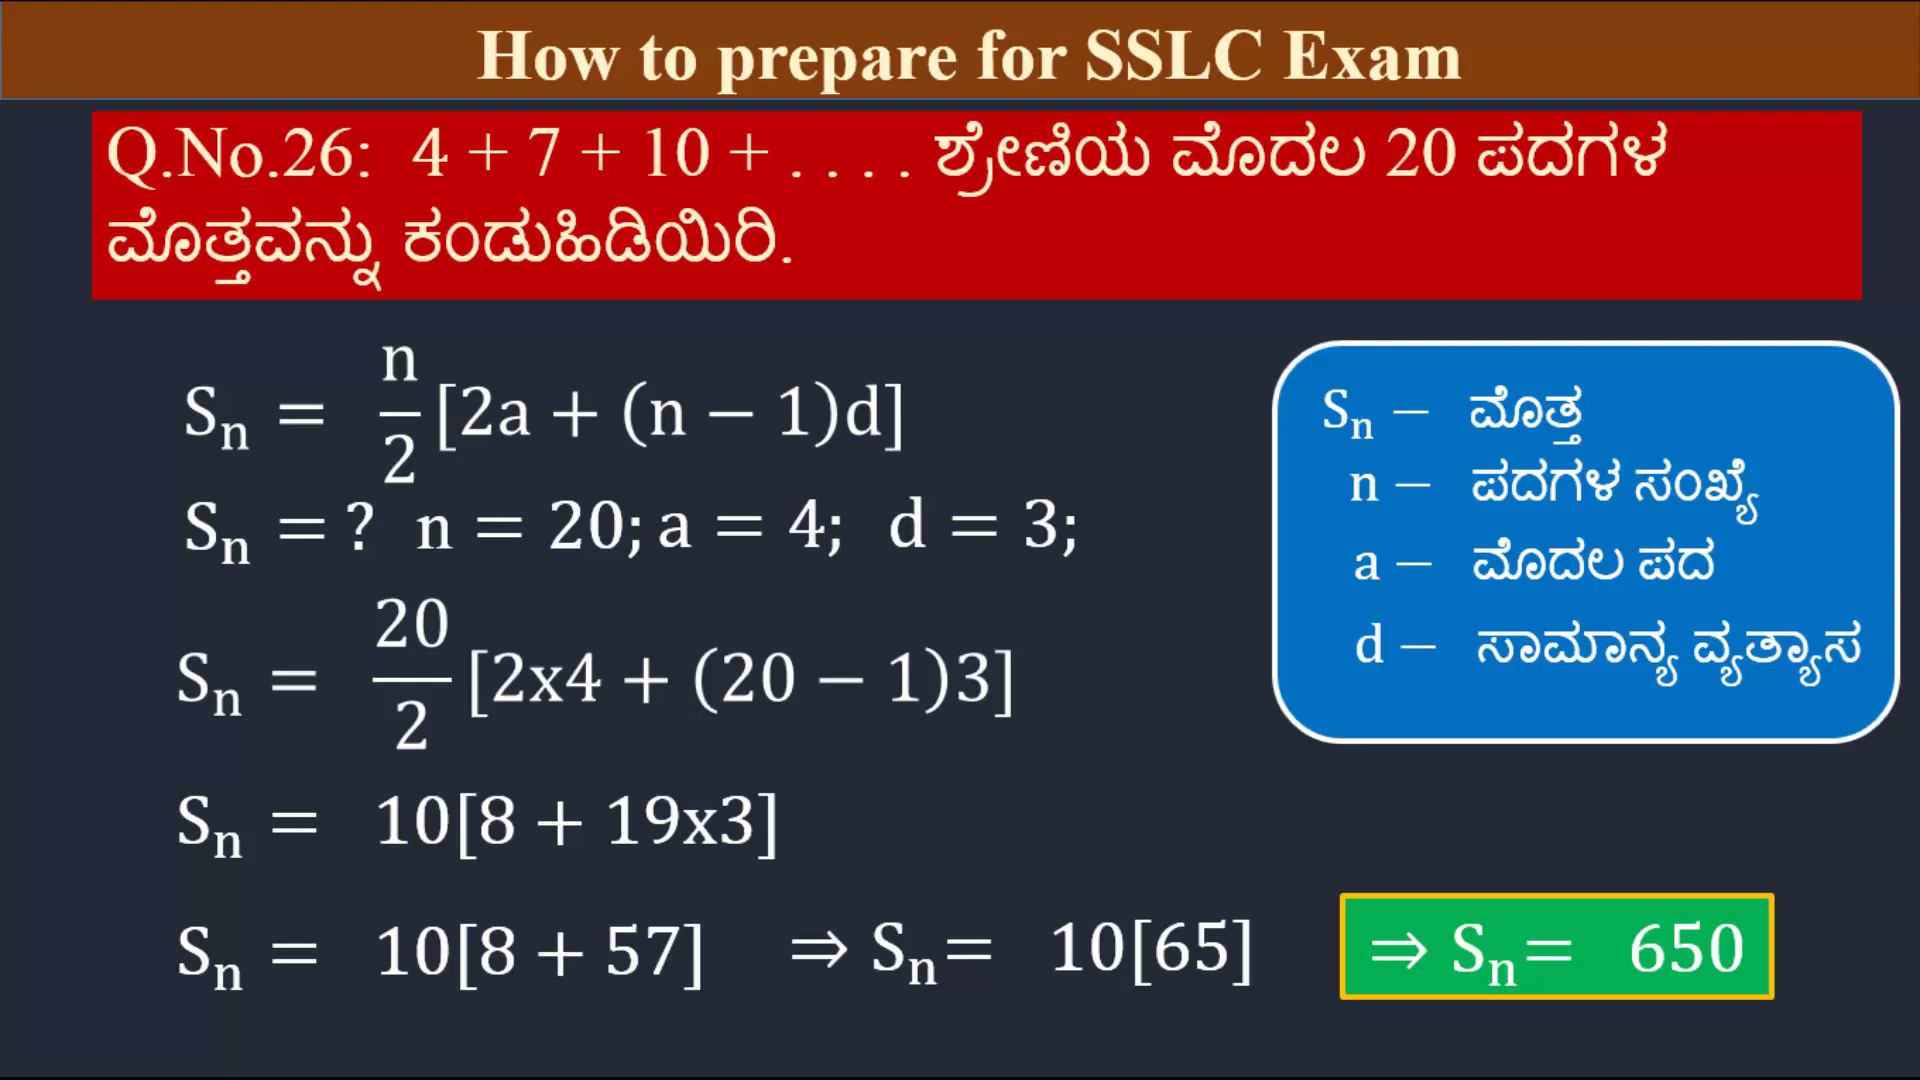 How to prepare for SSLC Exam
Q.No.26: 4 + 7 + 10 + . . . . ಶ್ರೇಣಿಯ ಮೊದಲ 20 ಪದಗಳ
ಮೊತ್ತವನ್ನು ಕಂಡುಹಿಡಿಯಿರಿ.
Sₙ = n/2 [2a + (n − 1)d]
Sₙ = ? n = 20; a = 4; d = 3;
Sₙ = 20/2 [2x4 + (20 − 1)3]
Sₙ = 10[8 + 19x3]
Sₙ = 10[8 + 57] ⇒ Sₙ = 10[65] ⇒ Sₙ = 650
Sₙ − ಮೊತ್ತ
n − ಪದಗಳ ಸಂಖ್ಯೆ
a − ಮೊದಲ ಪದ
d − ಸಾಮಾನ್ಯ ವ್ಯತ್ಯಾಸ